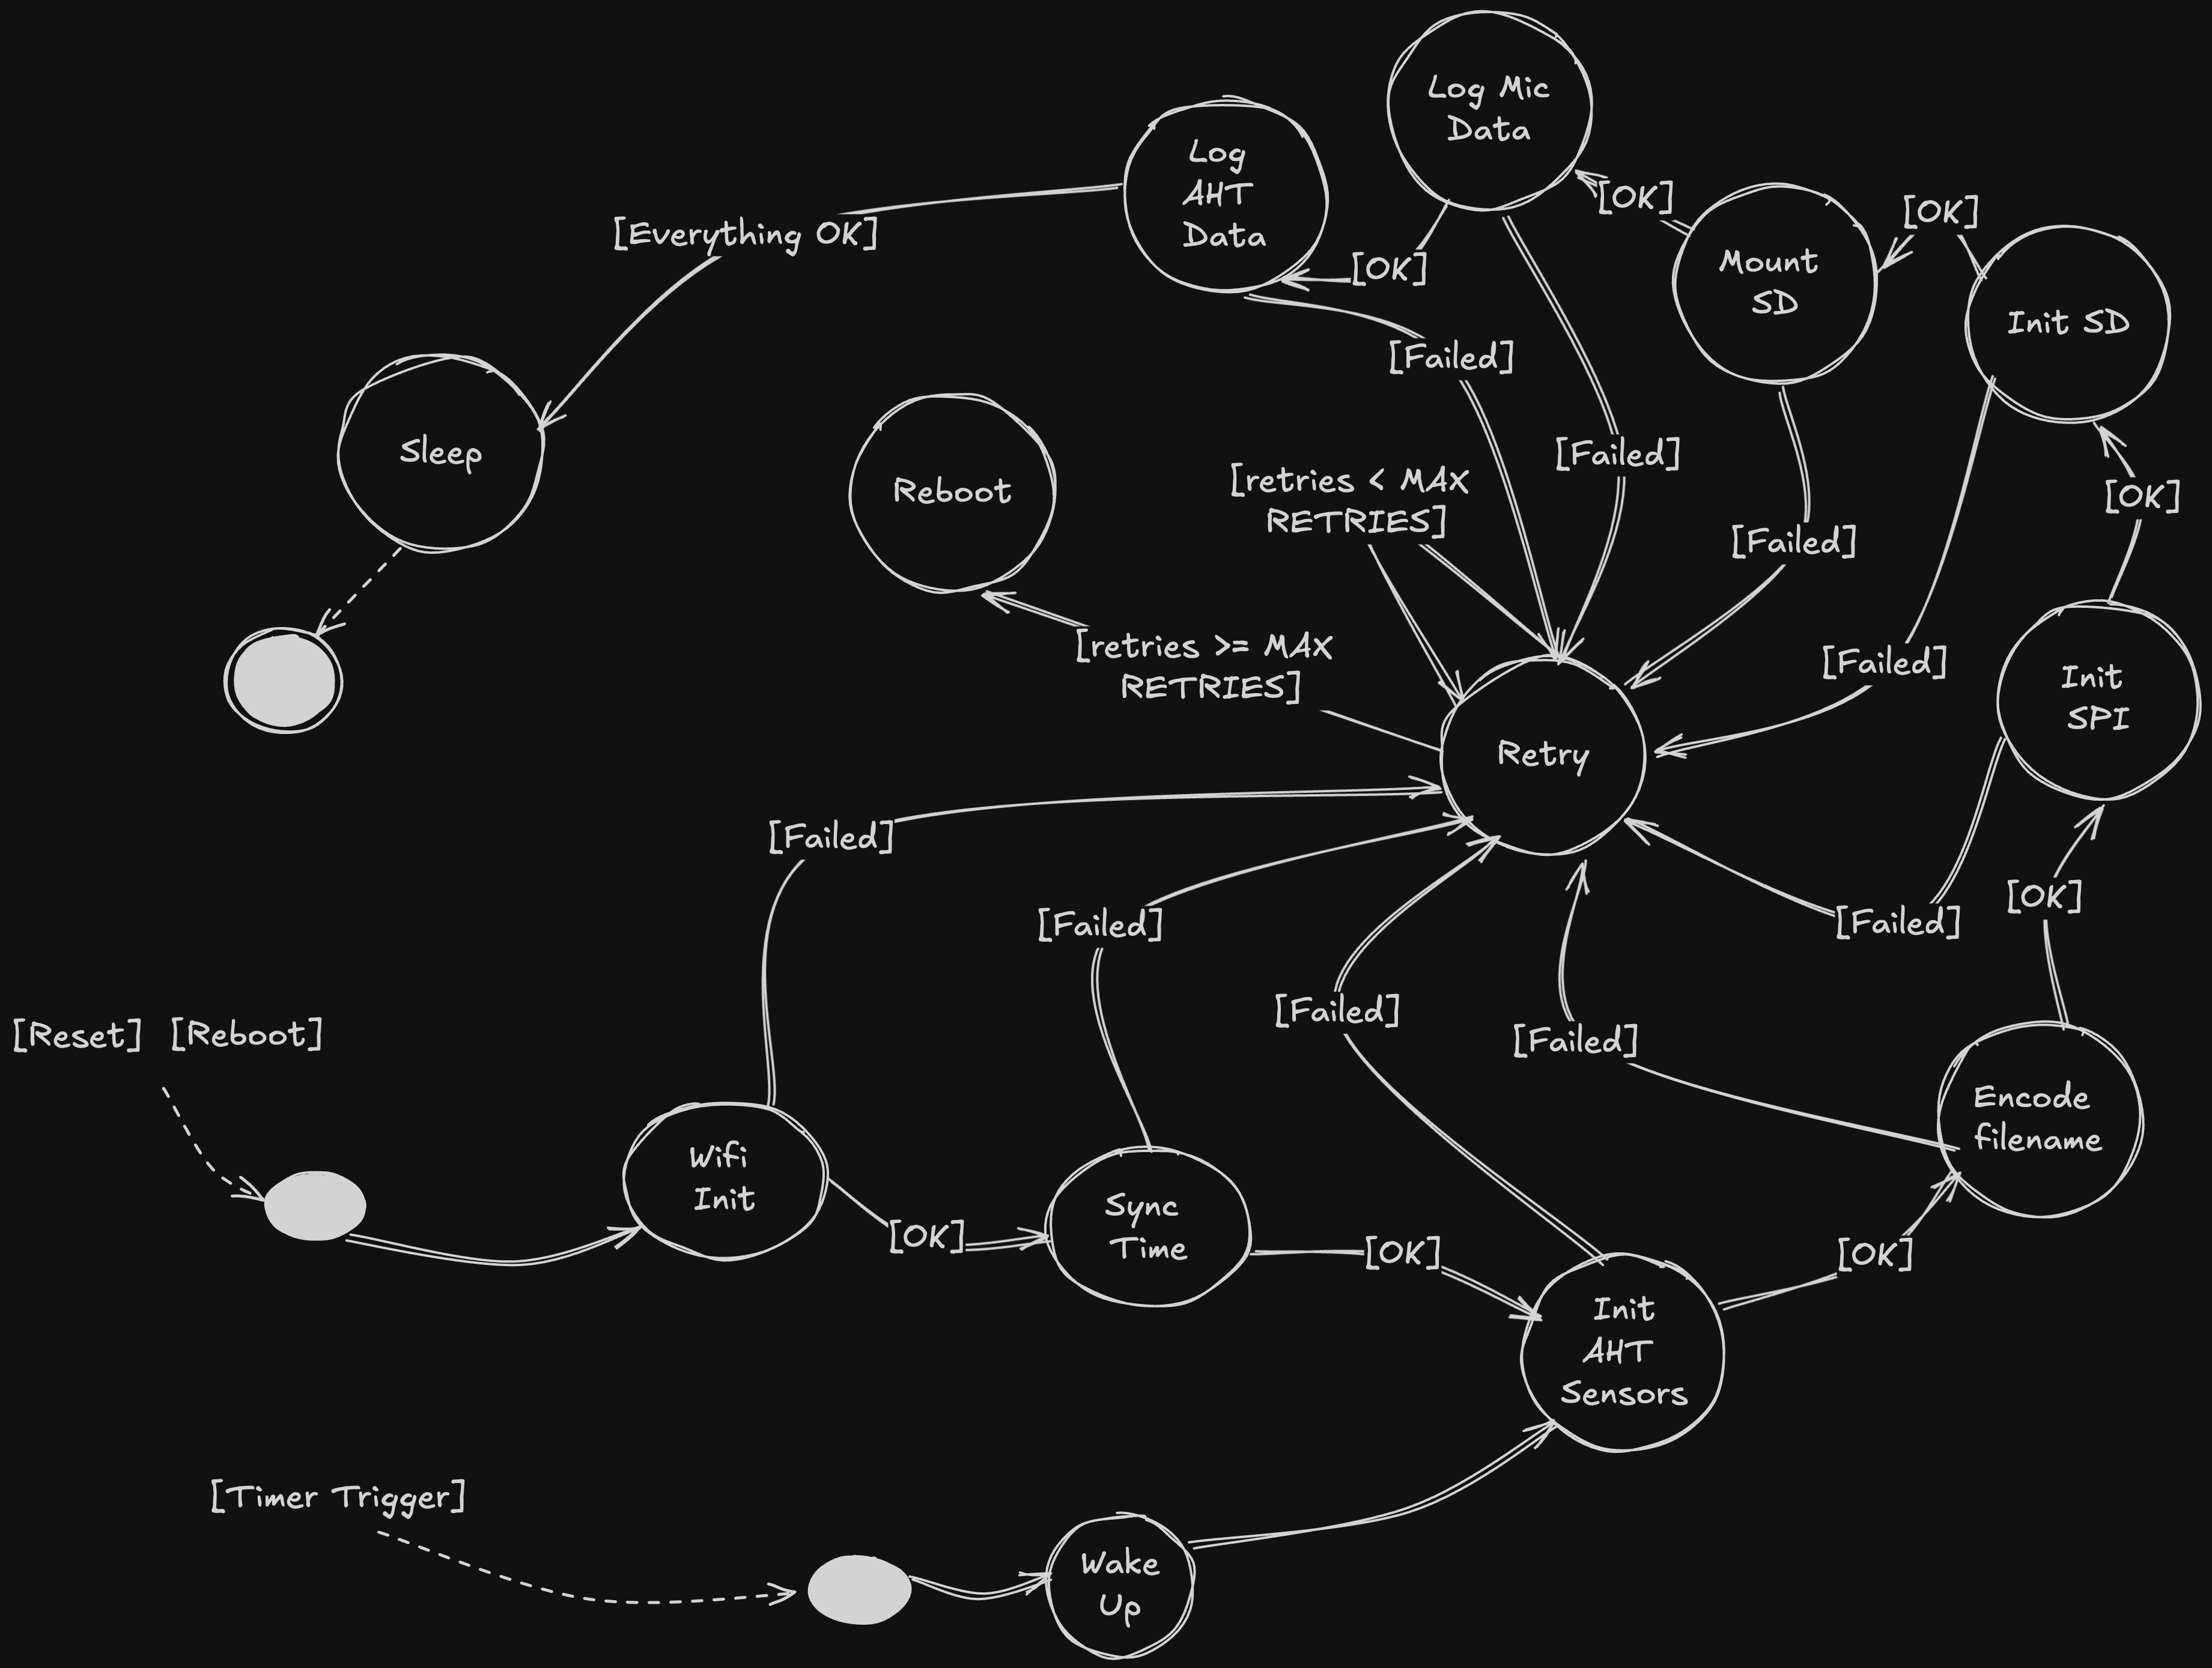 Log Mic
Data
Log
AHT
Data
[OK]
[OK]
[Everything OK]
[OK]
Mount
SD
Init SD
[Failed]
Sleep
Reboot
[retries < MAX
RETRIES]
[Failed]
[OK]
[Failed]
[retries >= MAX
RETRIES]
[Failed]
Init
SPI
Retry
[Failed]
[Failed]
[Failed]
[OK]
[Failed]
[Failed]
[Reset] [Reboot]
Encode
filename
Wifi
Init
[OK]
Sync
Time
[OK]
[OK]
Init
AHT
Sensors
[Timer Trigger]
Wake
Up